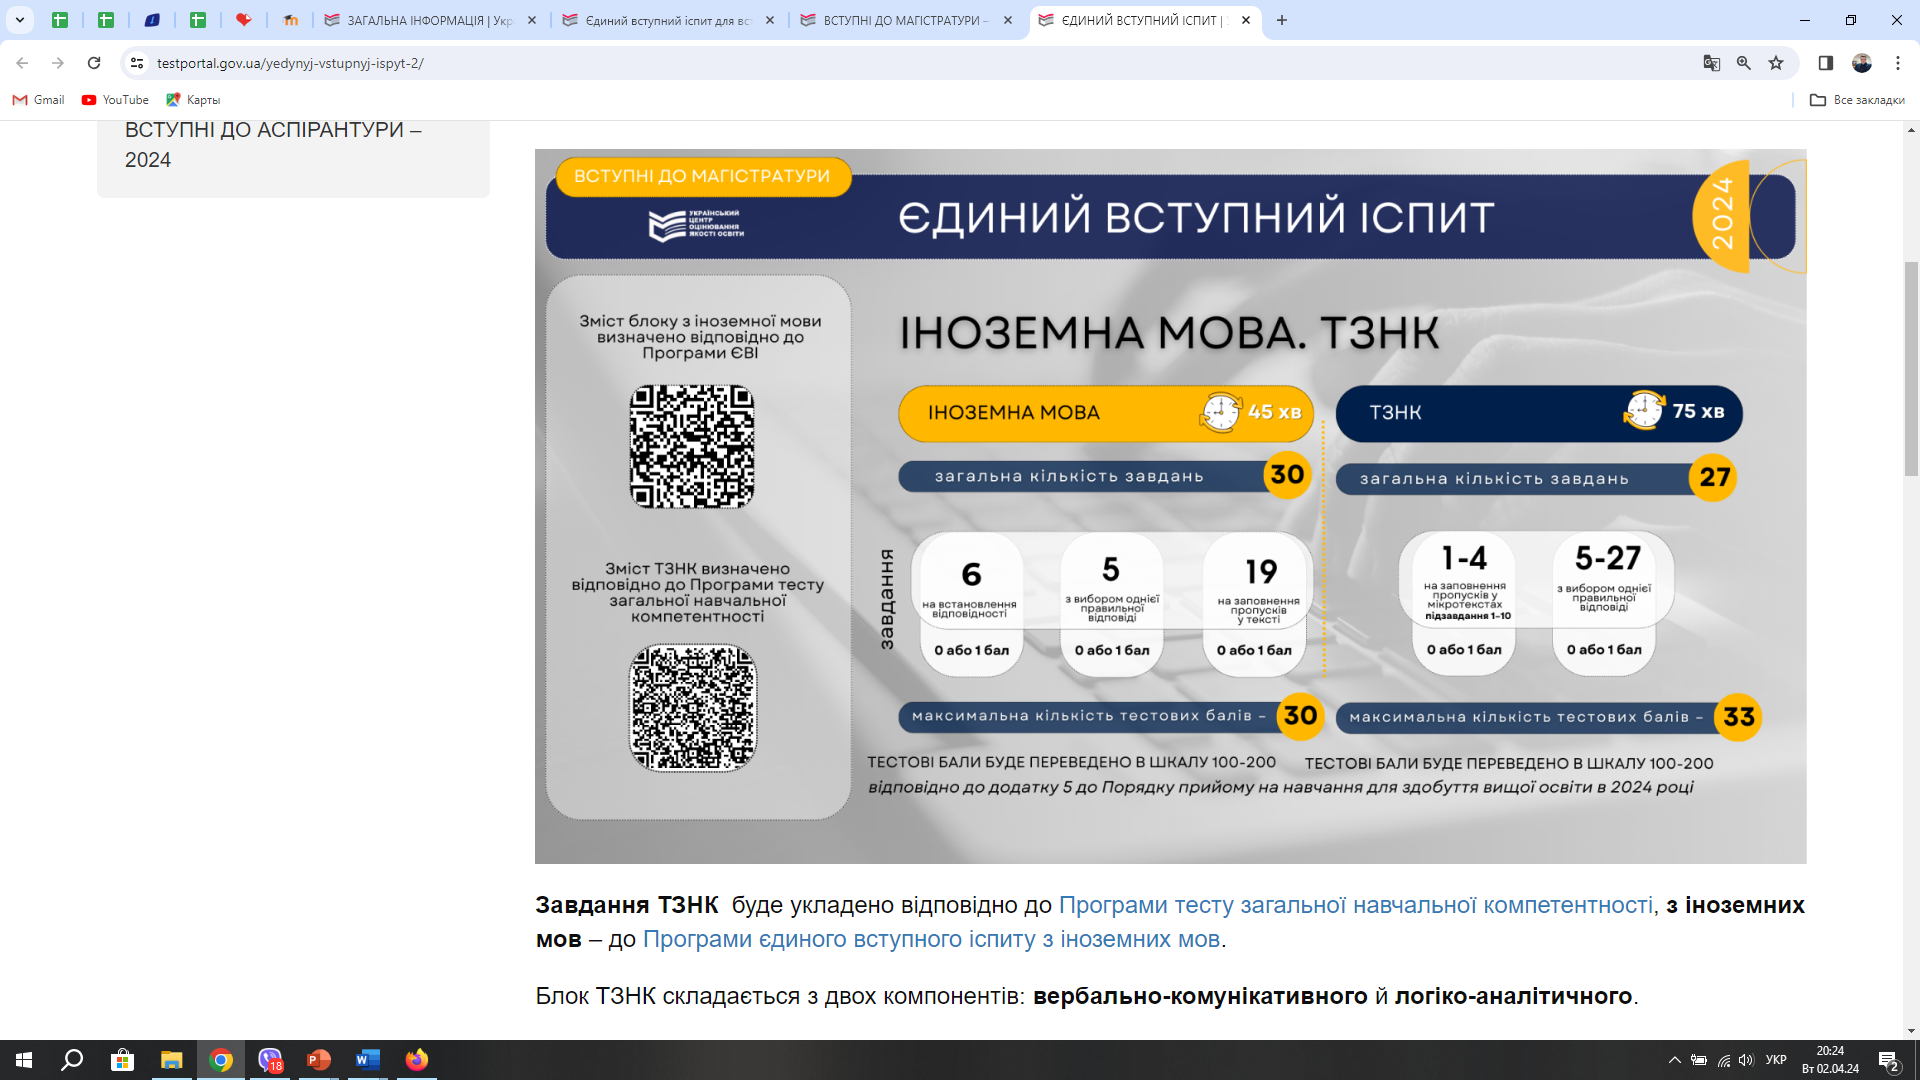 ЗАГАЛЬНА ІНФОРМАЦІЯ | Укр
Єдиний вступний іспит для вс
ВСТУПНІ ДО МАГІСТРАТУРИ –
ЄДИНИЙ ВСТУПНИЙ ІСПИТ |
testportal.gov.ua/yedynyj-vstupnyj-ispyt-2/
Gmail
YouTube
Карты
Все закладки
ВСТУПНІ ДО АСПІРАНТУРИ –
2024
ВСТУПНІ ДО МАГІСТРАТУРИ
УКРАЇНСЬКИЙ
ЦЕНТР
ОЦІНЮВАННЯ
ЯКОСТІ ОСВІТИ
ЄДИНИЙ ВСТУПНИЙ ІСПИТ
2024
Зміст блоку з іноземної мови
визначено відповідно до
Програми ЄВІ
Зміст ТЗНК визначено
відповідно до Програми тесту
загальної навчальної
компетентності
ІНОЗЕМНА МОВА. ТЗНК
ІНОЗЕМНА МОВА
45 хв
загальна кількість завдань
30
завдання
6
на встановлення
відповідності
0 або 1 бал
5
з вибором однієї
правильної
відповіді
0 або 1 бал
19
на заповнення
пропусків
у тексті
0 або 1 бал
максимальна кількість тестових балів –
30
ТЕСТОВІ БАЛИ БУДЕ ПЕРЕВЕДЕНО В ШКАЛУ 100-200
ТЗНК
75 хв
загальна кількість завдань
27
1-4
на заповнення
пропусків у
мікротекстах
підзавдання 1-10
0 або 1 бал
5-27
з вибором однієї
правильної
відповіді
0 або 1 бал
максимальна кількість тестових балів –
33
ТЕСТОВІ БАЛИ БУДЕ ПЕРЕВЕДЕНО В ШКАЛУ 100-200
відповідно до додатку 5 до Порядку прийому на навчання для здобуття вищої освіти в 2024 році
Завдання ТЗНК буде укладено відповідно до Програми тесту загальної навчальної компетентності, з іноземних
мов – до Програми єдиного вступного іспиту з іноземних мов.
Блок ТЗНК складається з двох компонентів: вербально-комунікативного й логіко-аналітичного.
18
УКР
20:24
Вт 02.04.24
2